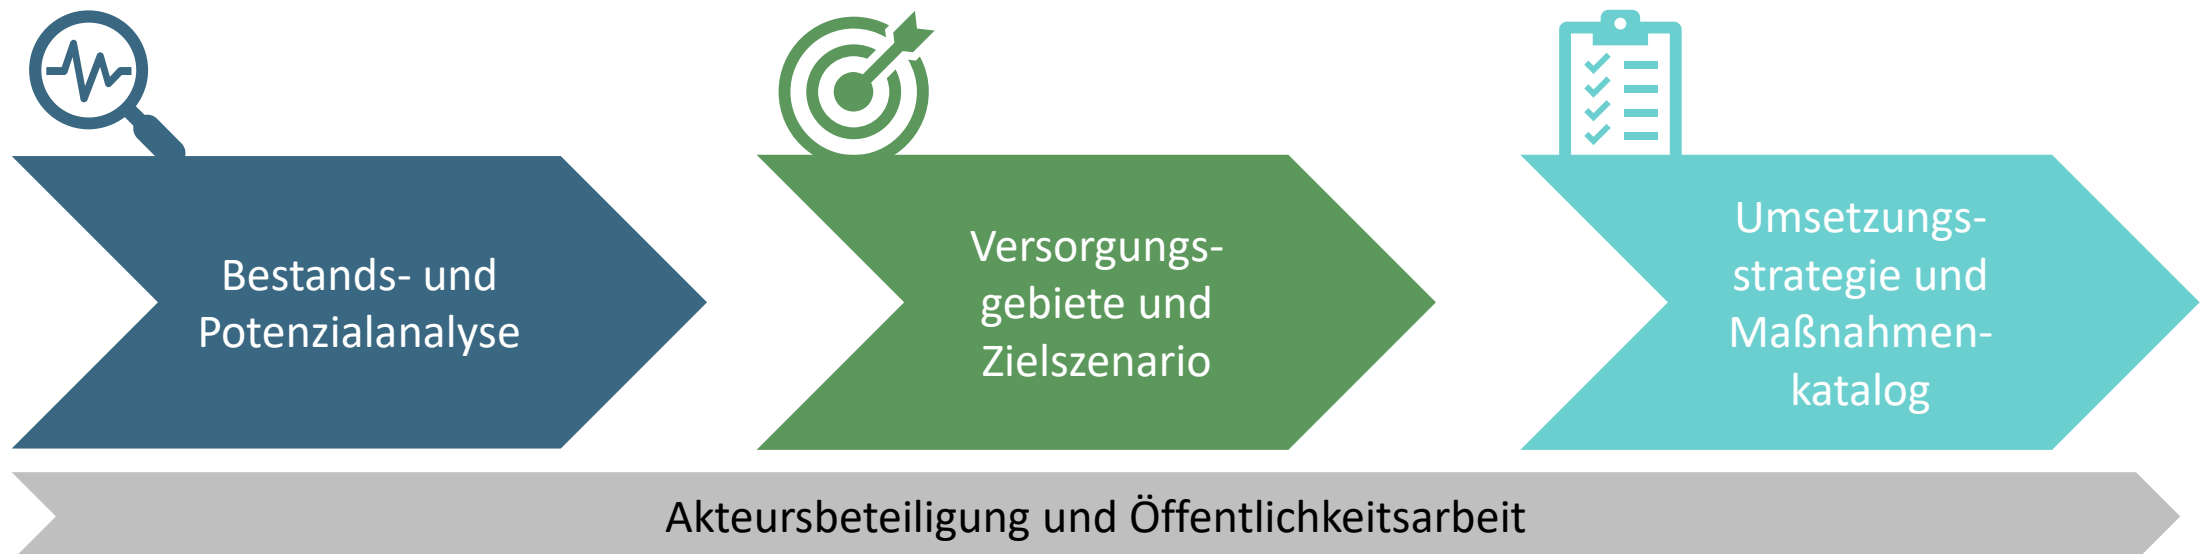 Bestands- und
Potenzialanalyse
Versorgungs-
gebiete und
Zielszenario
Umsetzungs-
strategie und
Maßnahmen-
katalog
Akteursbeteiligung und Öffentlichkeitsarbeit